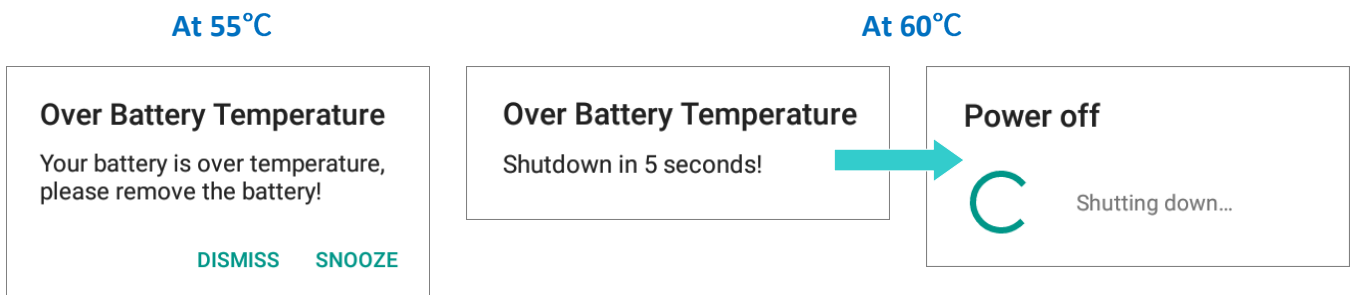 At 55°C
Over Battery Temperature
Your battery is over temperature,
please remove the battery!
DISMISS SNOOZE
At 60°C
Over Battery Temperature
Shutdown in 5 seconds!
Power off
Shutting down...